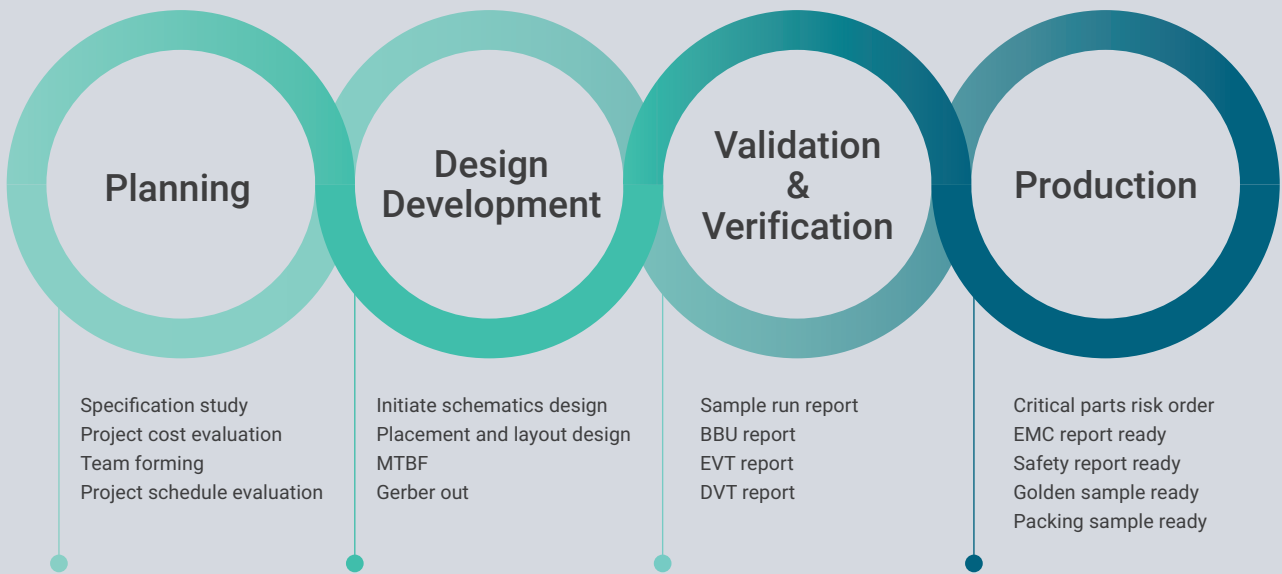 Planning
Design
Development
Validation
&
Verification
Production
Specification study
Project cost evaluation
Team forming
Project schedule evaluation
Initiate schematics design
Placement and layout design
MTBF
Gerber out
Sample run report
BBU report
EVT report
DVT report
Critical parts risk order
EMC report ready
Safety report ready
Golden sample ready
Packing sample ready